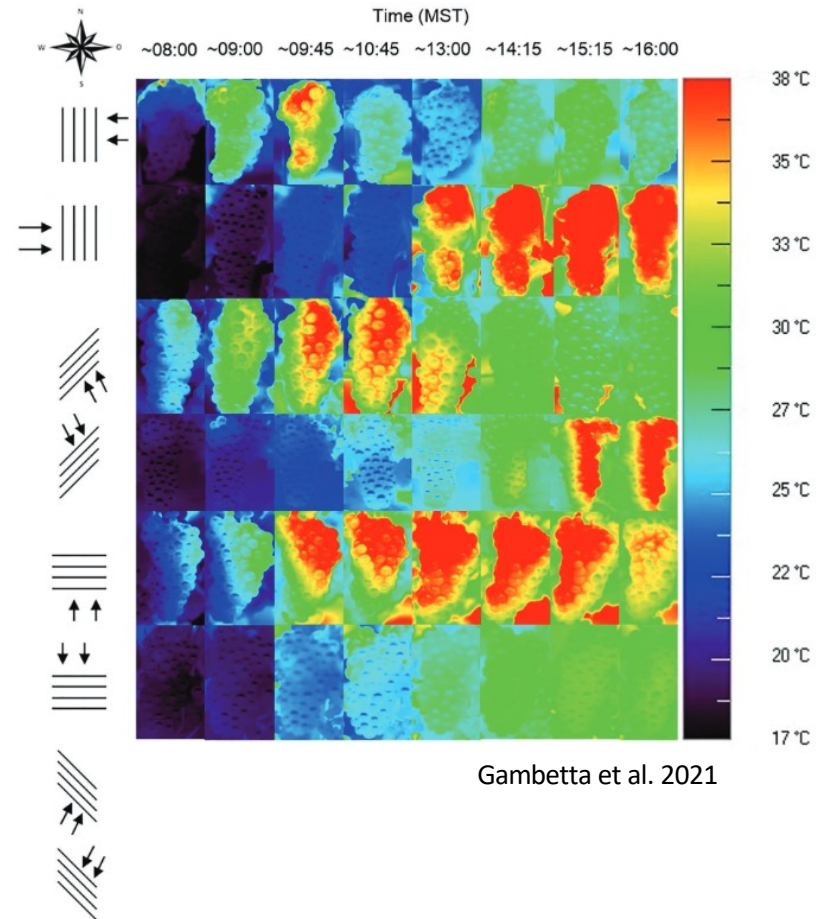 Time (MST)
N
W O
S
~08:00 ~09:00 ~09:45 ~10:45 ~13:00 ~14:15 ~15:15 ~16:00
38 °C
35 °C
33 °C
30 °C
27 °C
25 °C
22 °C
20 °C
17 °C
Gambetta et al. 2021